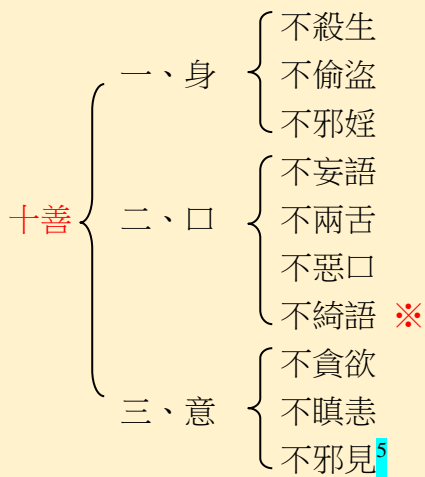 不殺生
一、身
不偷盜
不邪婬
不妄語
十善
二、口
不兩舌
不惡口
不綺語 ※
不貪欲
三、意
不瞋恚
不邪見5